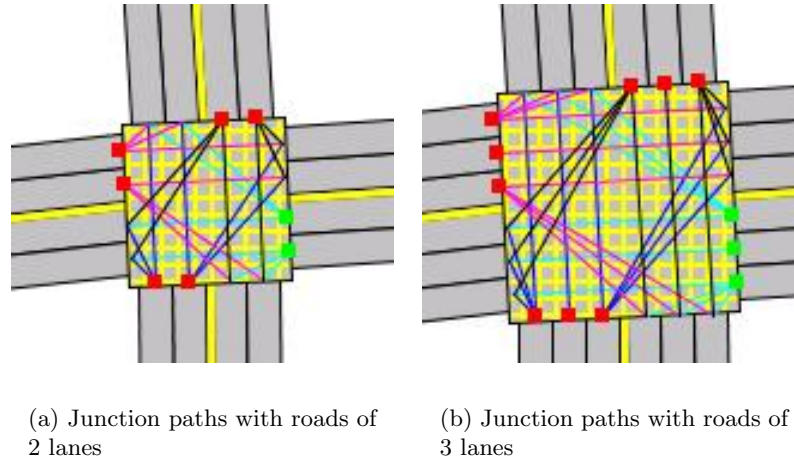 (a) Junction paths with roads of
2 lanes
(b) Junction paths with roads of
3 lanes